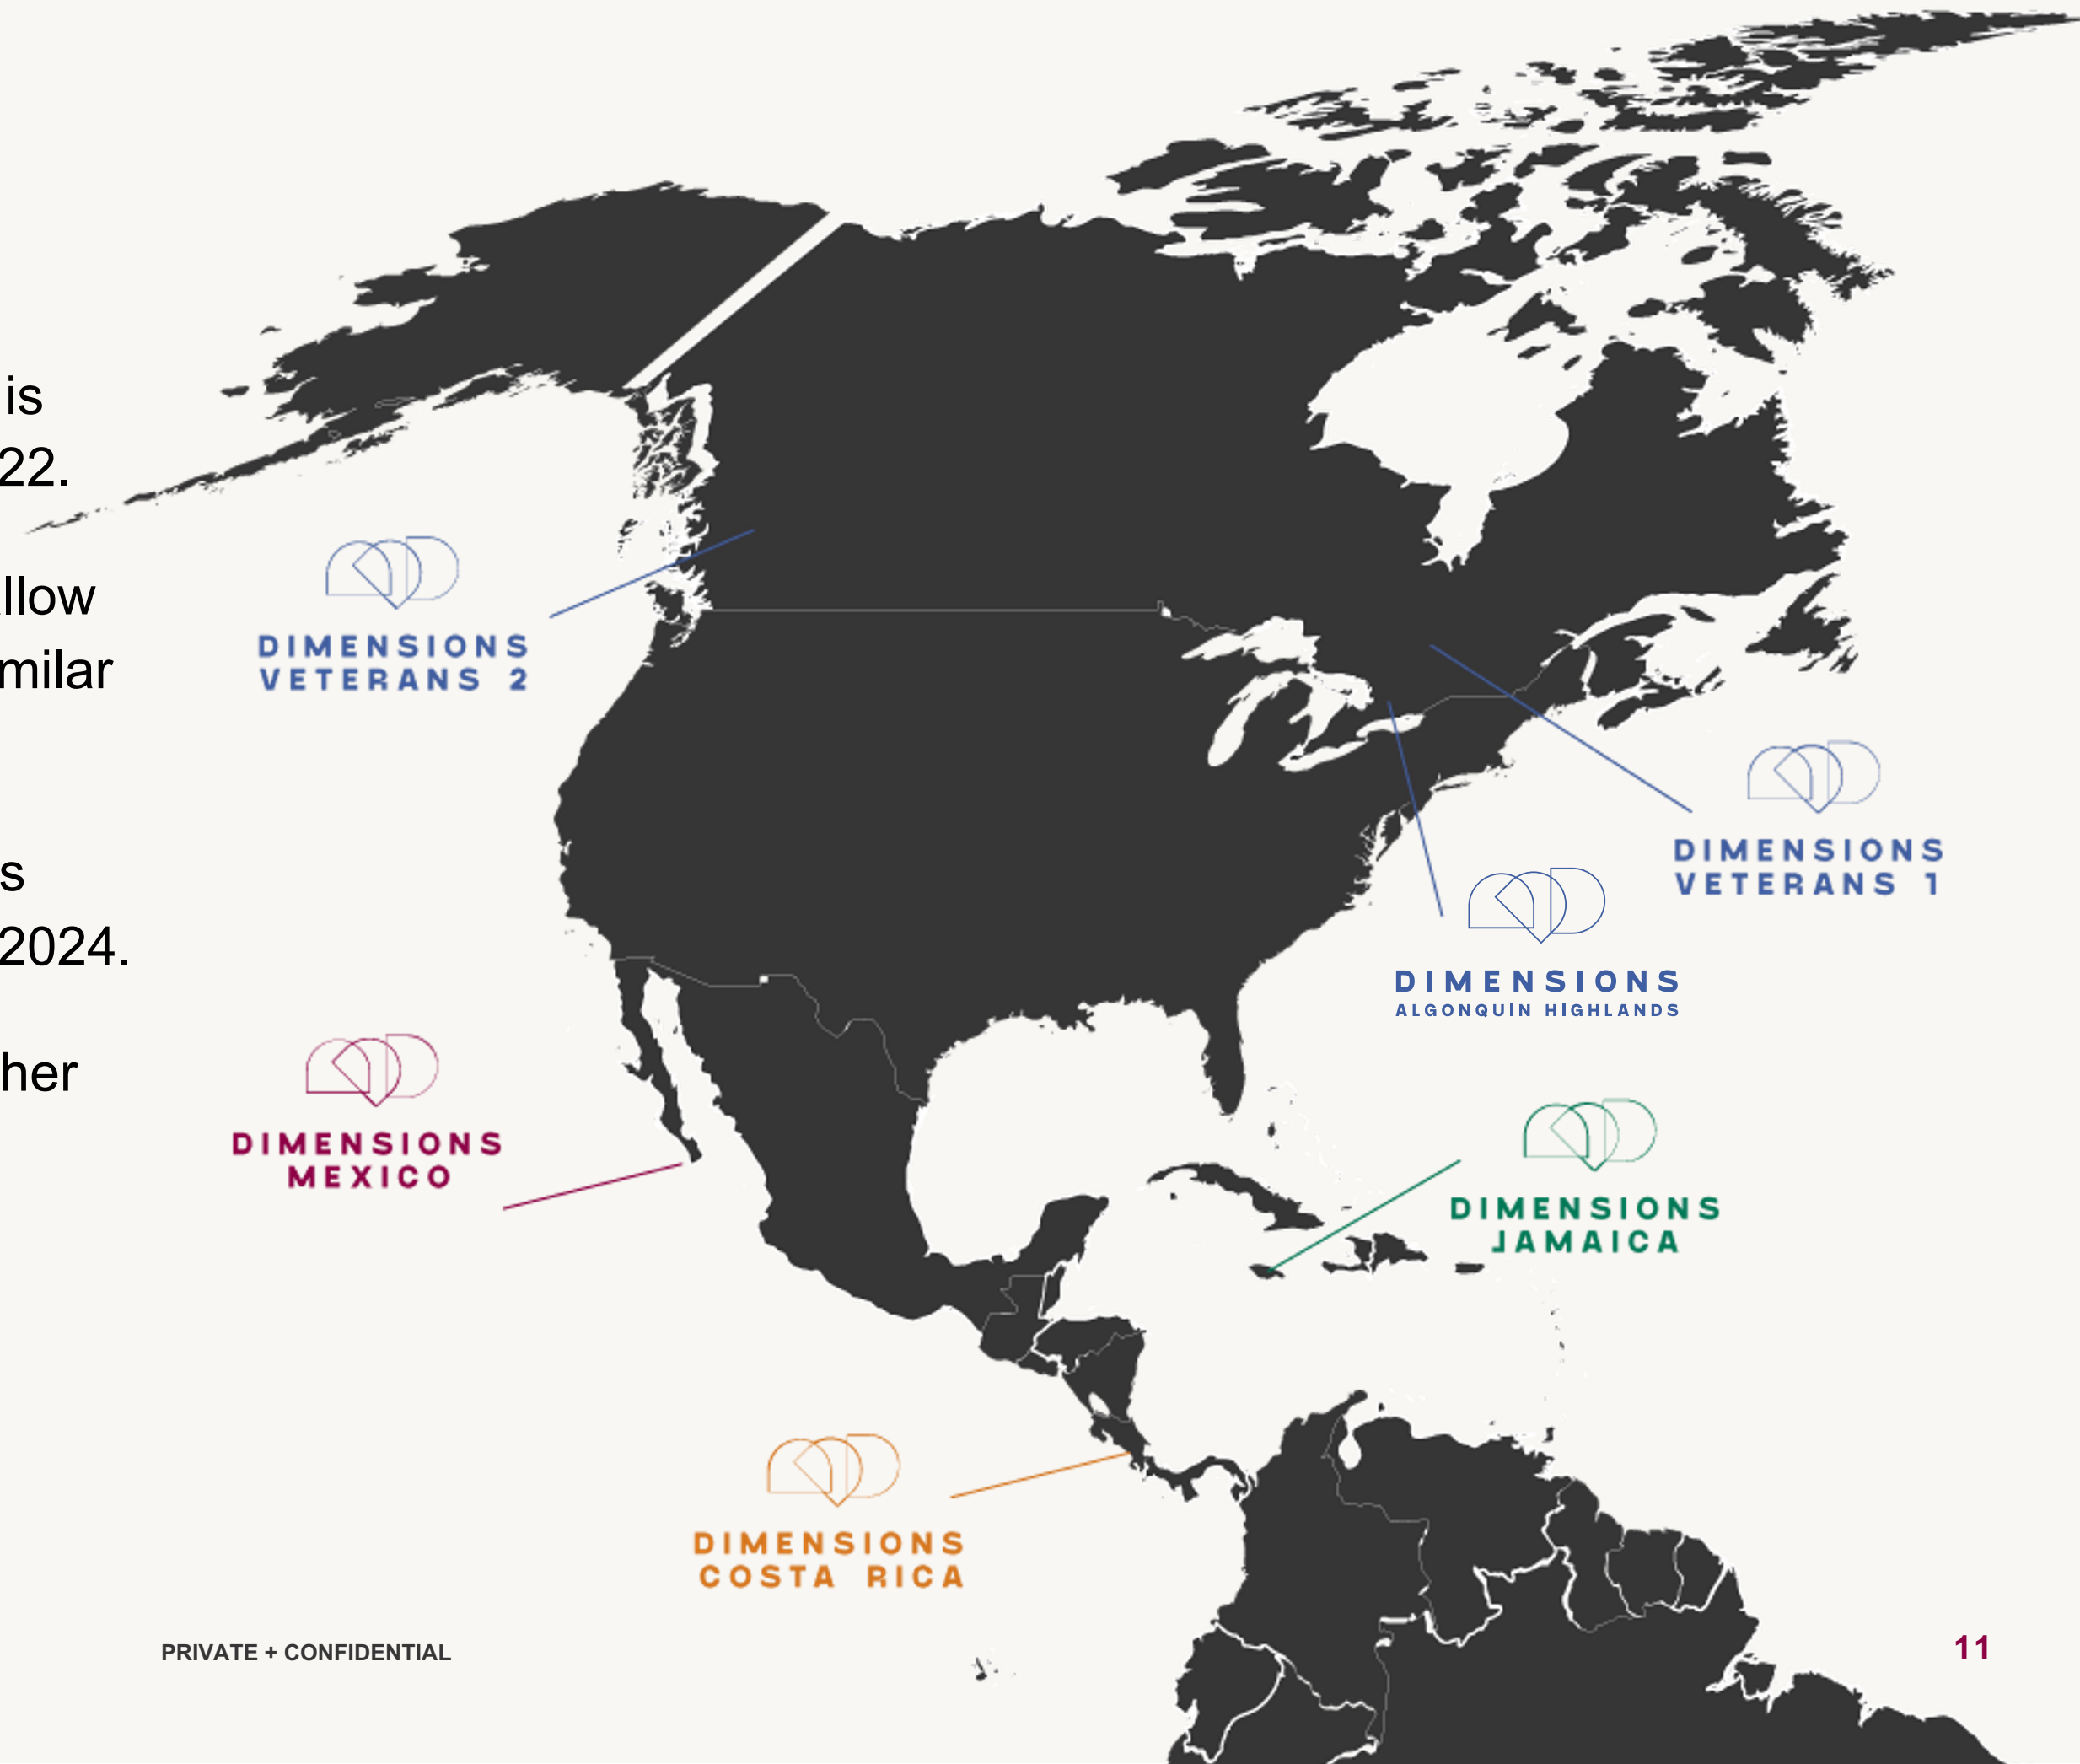 is
22.
llow
milar
s
2024.
her
DIMENSIONS
VETERANS 2
DIMENSIONS
VETERANS 1
DIMENSIONS
ALGONQUIN HIGHLANDS
DIMENSIONS
MEXICO
DIMENSIONS
JAMAICA
DIMENSIONS
COSTA RICA
PRIVATE + CONFIDENTIAL
11